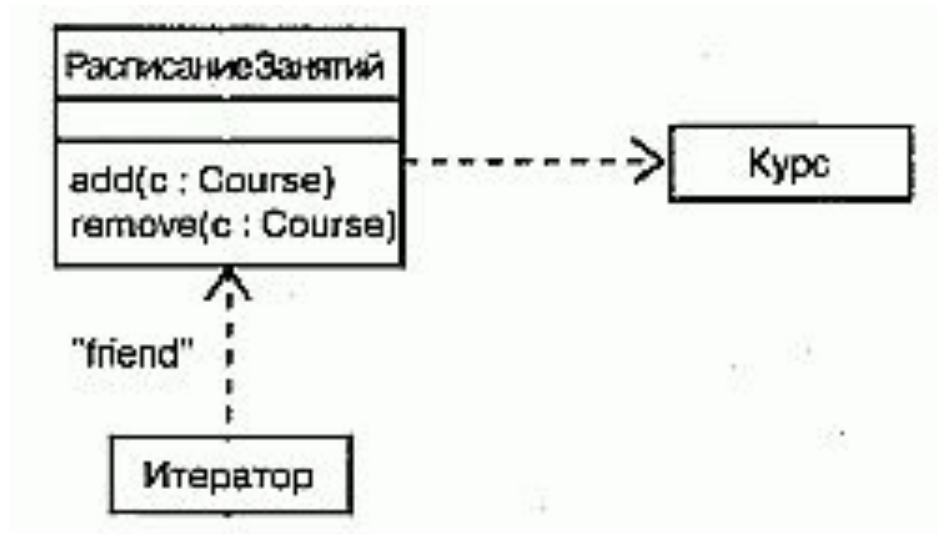 РасписаниеЗанятий
add(c : Course)
remove(c : Course)
Курс
"friend"
Итератор